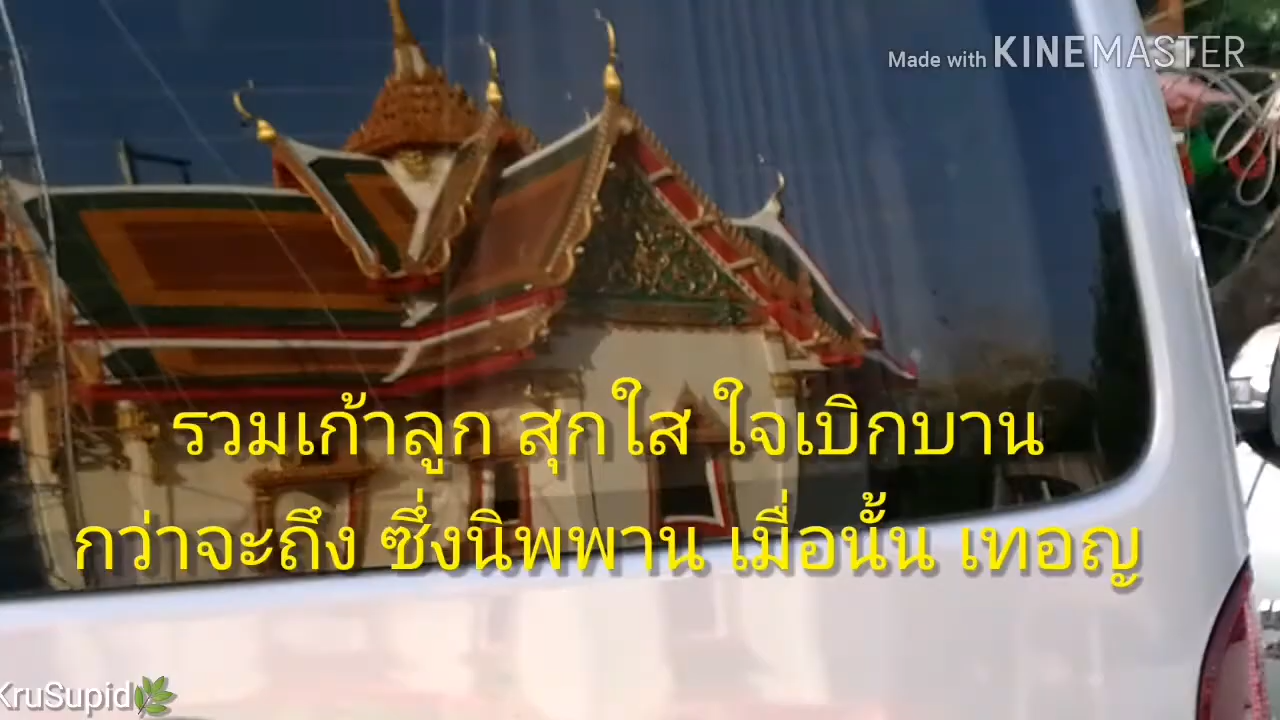 Made with KINEMASTER
รวมเก้าลูก สุกใส ใจเบิกบาน
กว่าจะถึง ซึ่งนิพพาน เมื่อนั้น เทอญ
KruSupid